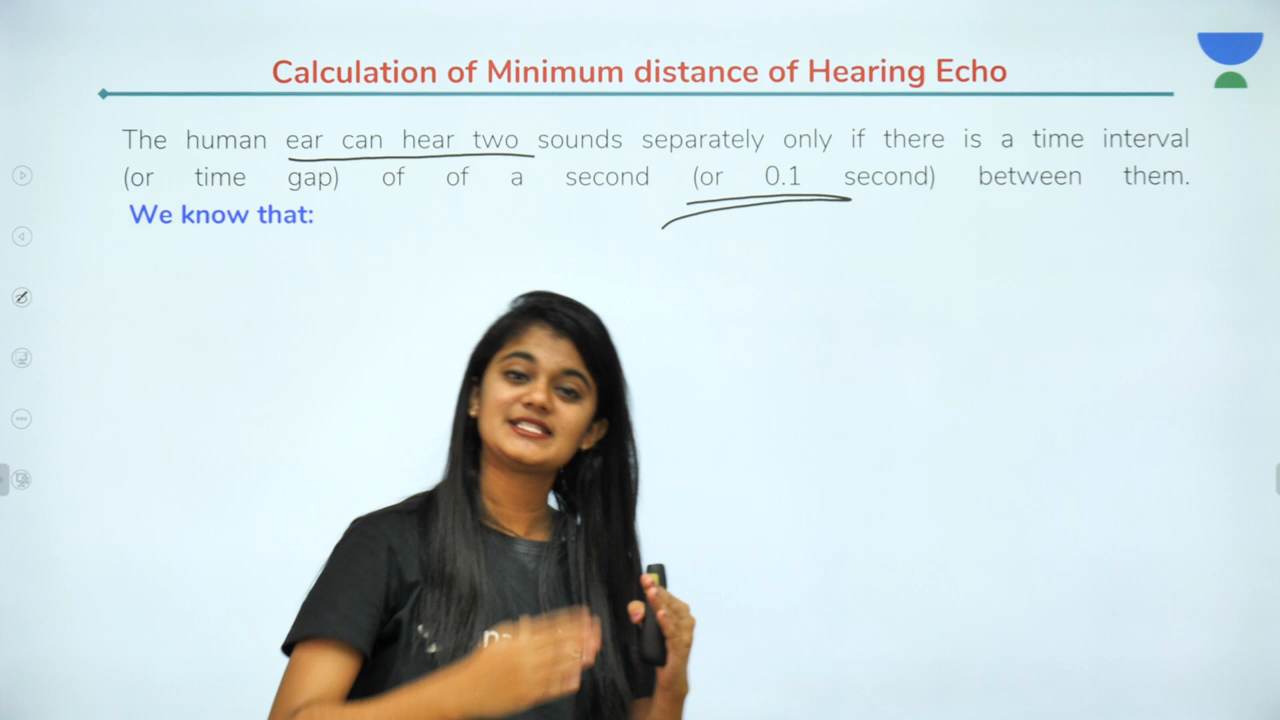 Calculation of Minimum distance of Hearing Echo
The human ear can hear two sounds separately only if there is a time interval
(or time gap) of of a second (or 0.1 second) between them.
We know that: